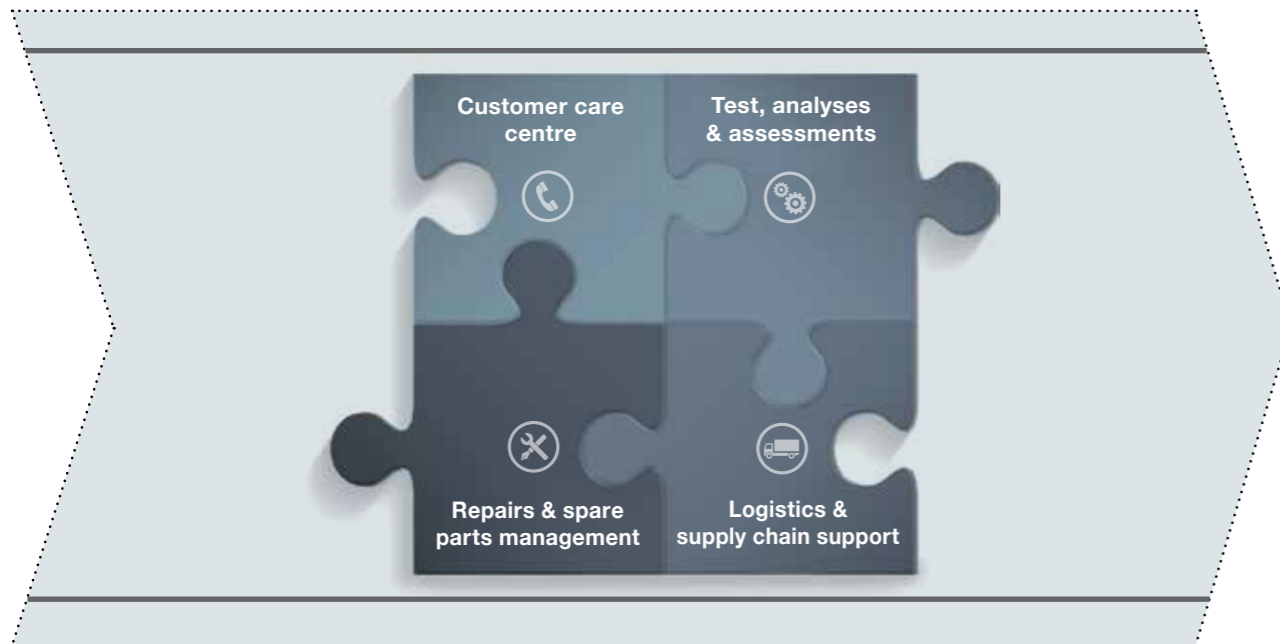 Customer care
centre
Test, analyses
& assessments
Repairs & spare
parts management
Logistics &
supply chain support